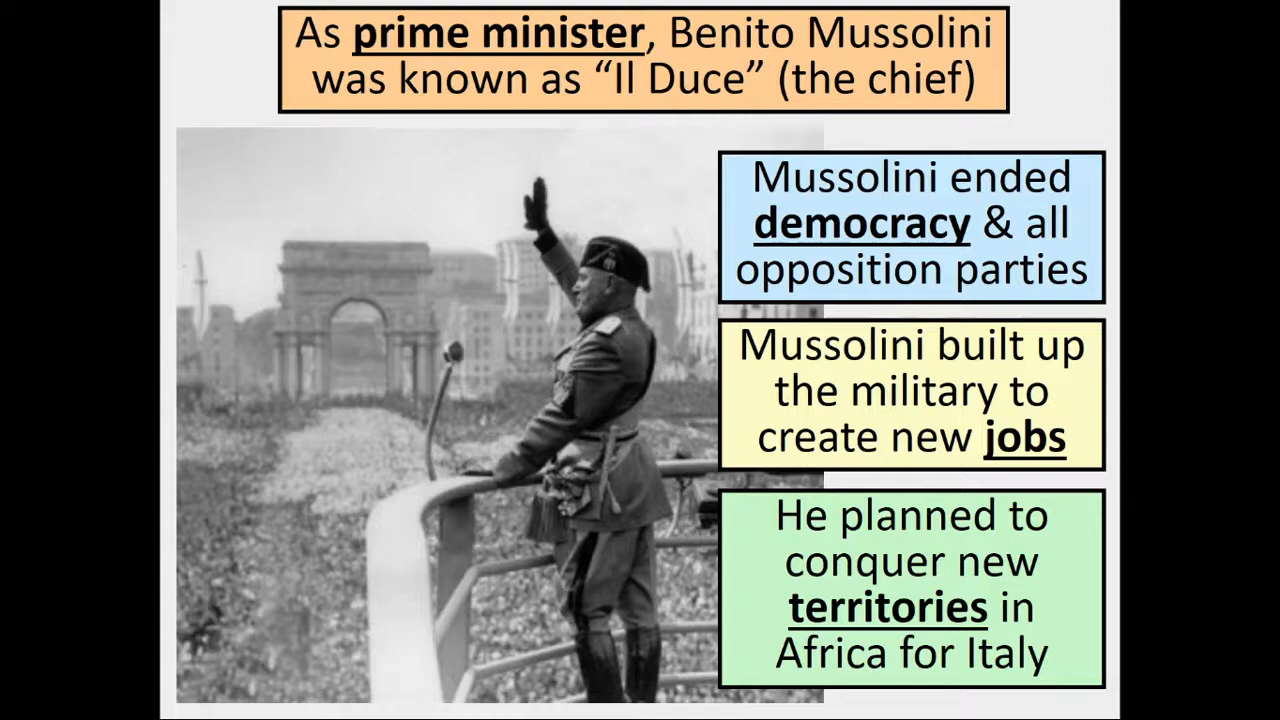 As prime minister, Benito Mussolini
was known as “Il Duce” (the chief)
Mussolini ended
democracy & all
opposition parties
Mussolini built up
the military to
create new jobs
He planned to
conquer new
territories in
Africa for Italy